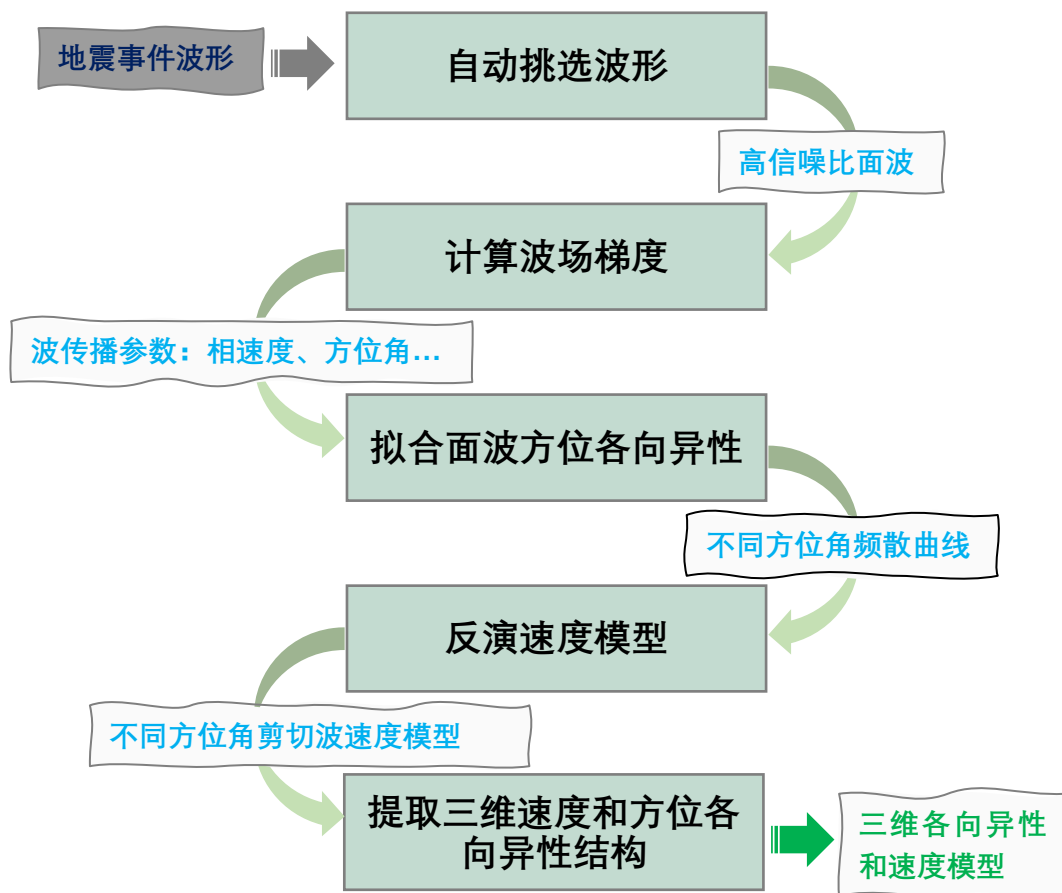 地震事件波形
自动挑选波形
高信噪比面波
计算波场梯度
波传播参数：相速度、方位角...
拟合面波方位各向异性
不同方位角频散曲线
反演速度模型
不同方位角剪切波速度模型
提取三维速度和方位各
向异性结构
三维各向异性
和速度模型